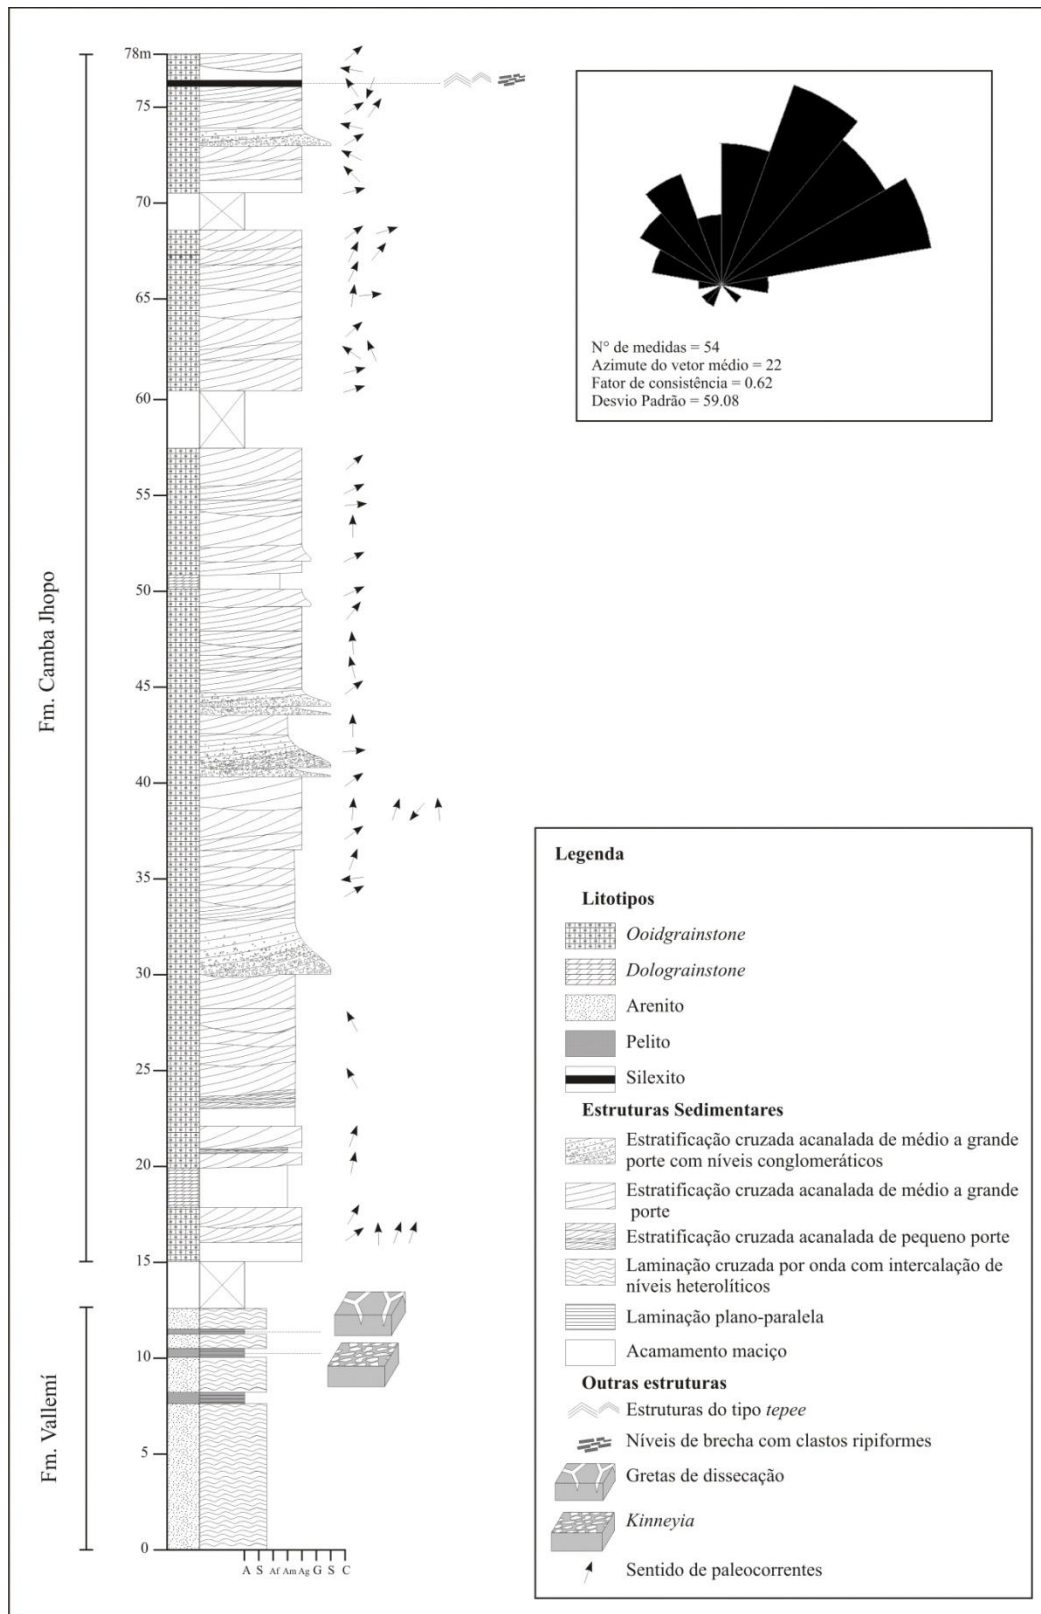 78m
75
70
65
60
55
50
45
40
35
30
25
20
15
10
5
0
A S Af Am Ag G S C
Fm. Camba Jhopo
Fm. Vallemí
N° de medidas = 54
Azimute do vetor médio = 22
Fator de consistência = 0.62
Desvio Padrão = 59.08
Legenda
Litotipos
Ooidgrainstone
Dolograinstone
Arenito
Pelito
Silexito
Estruturas Sedimentares
Estratificação cruzada acanalada de médio a grande
porte com níveis conglomeráticos
Estratificação cruzada acanalada de médio a grande
porte
Estratificação cruzada acanalada de pequeno porte
Laminação cruzada por onda com intercalação de
níveis heterolíticos
Laminação plano-paralela
Acamamento maciço
Outras estruturas
Estruturas do tipo tepee
Níveis de brecha com clastos ripiformes
Gretas de dissecação
Kinneyia
Sentido de paleocorrentes